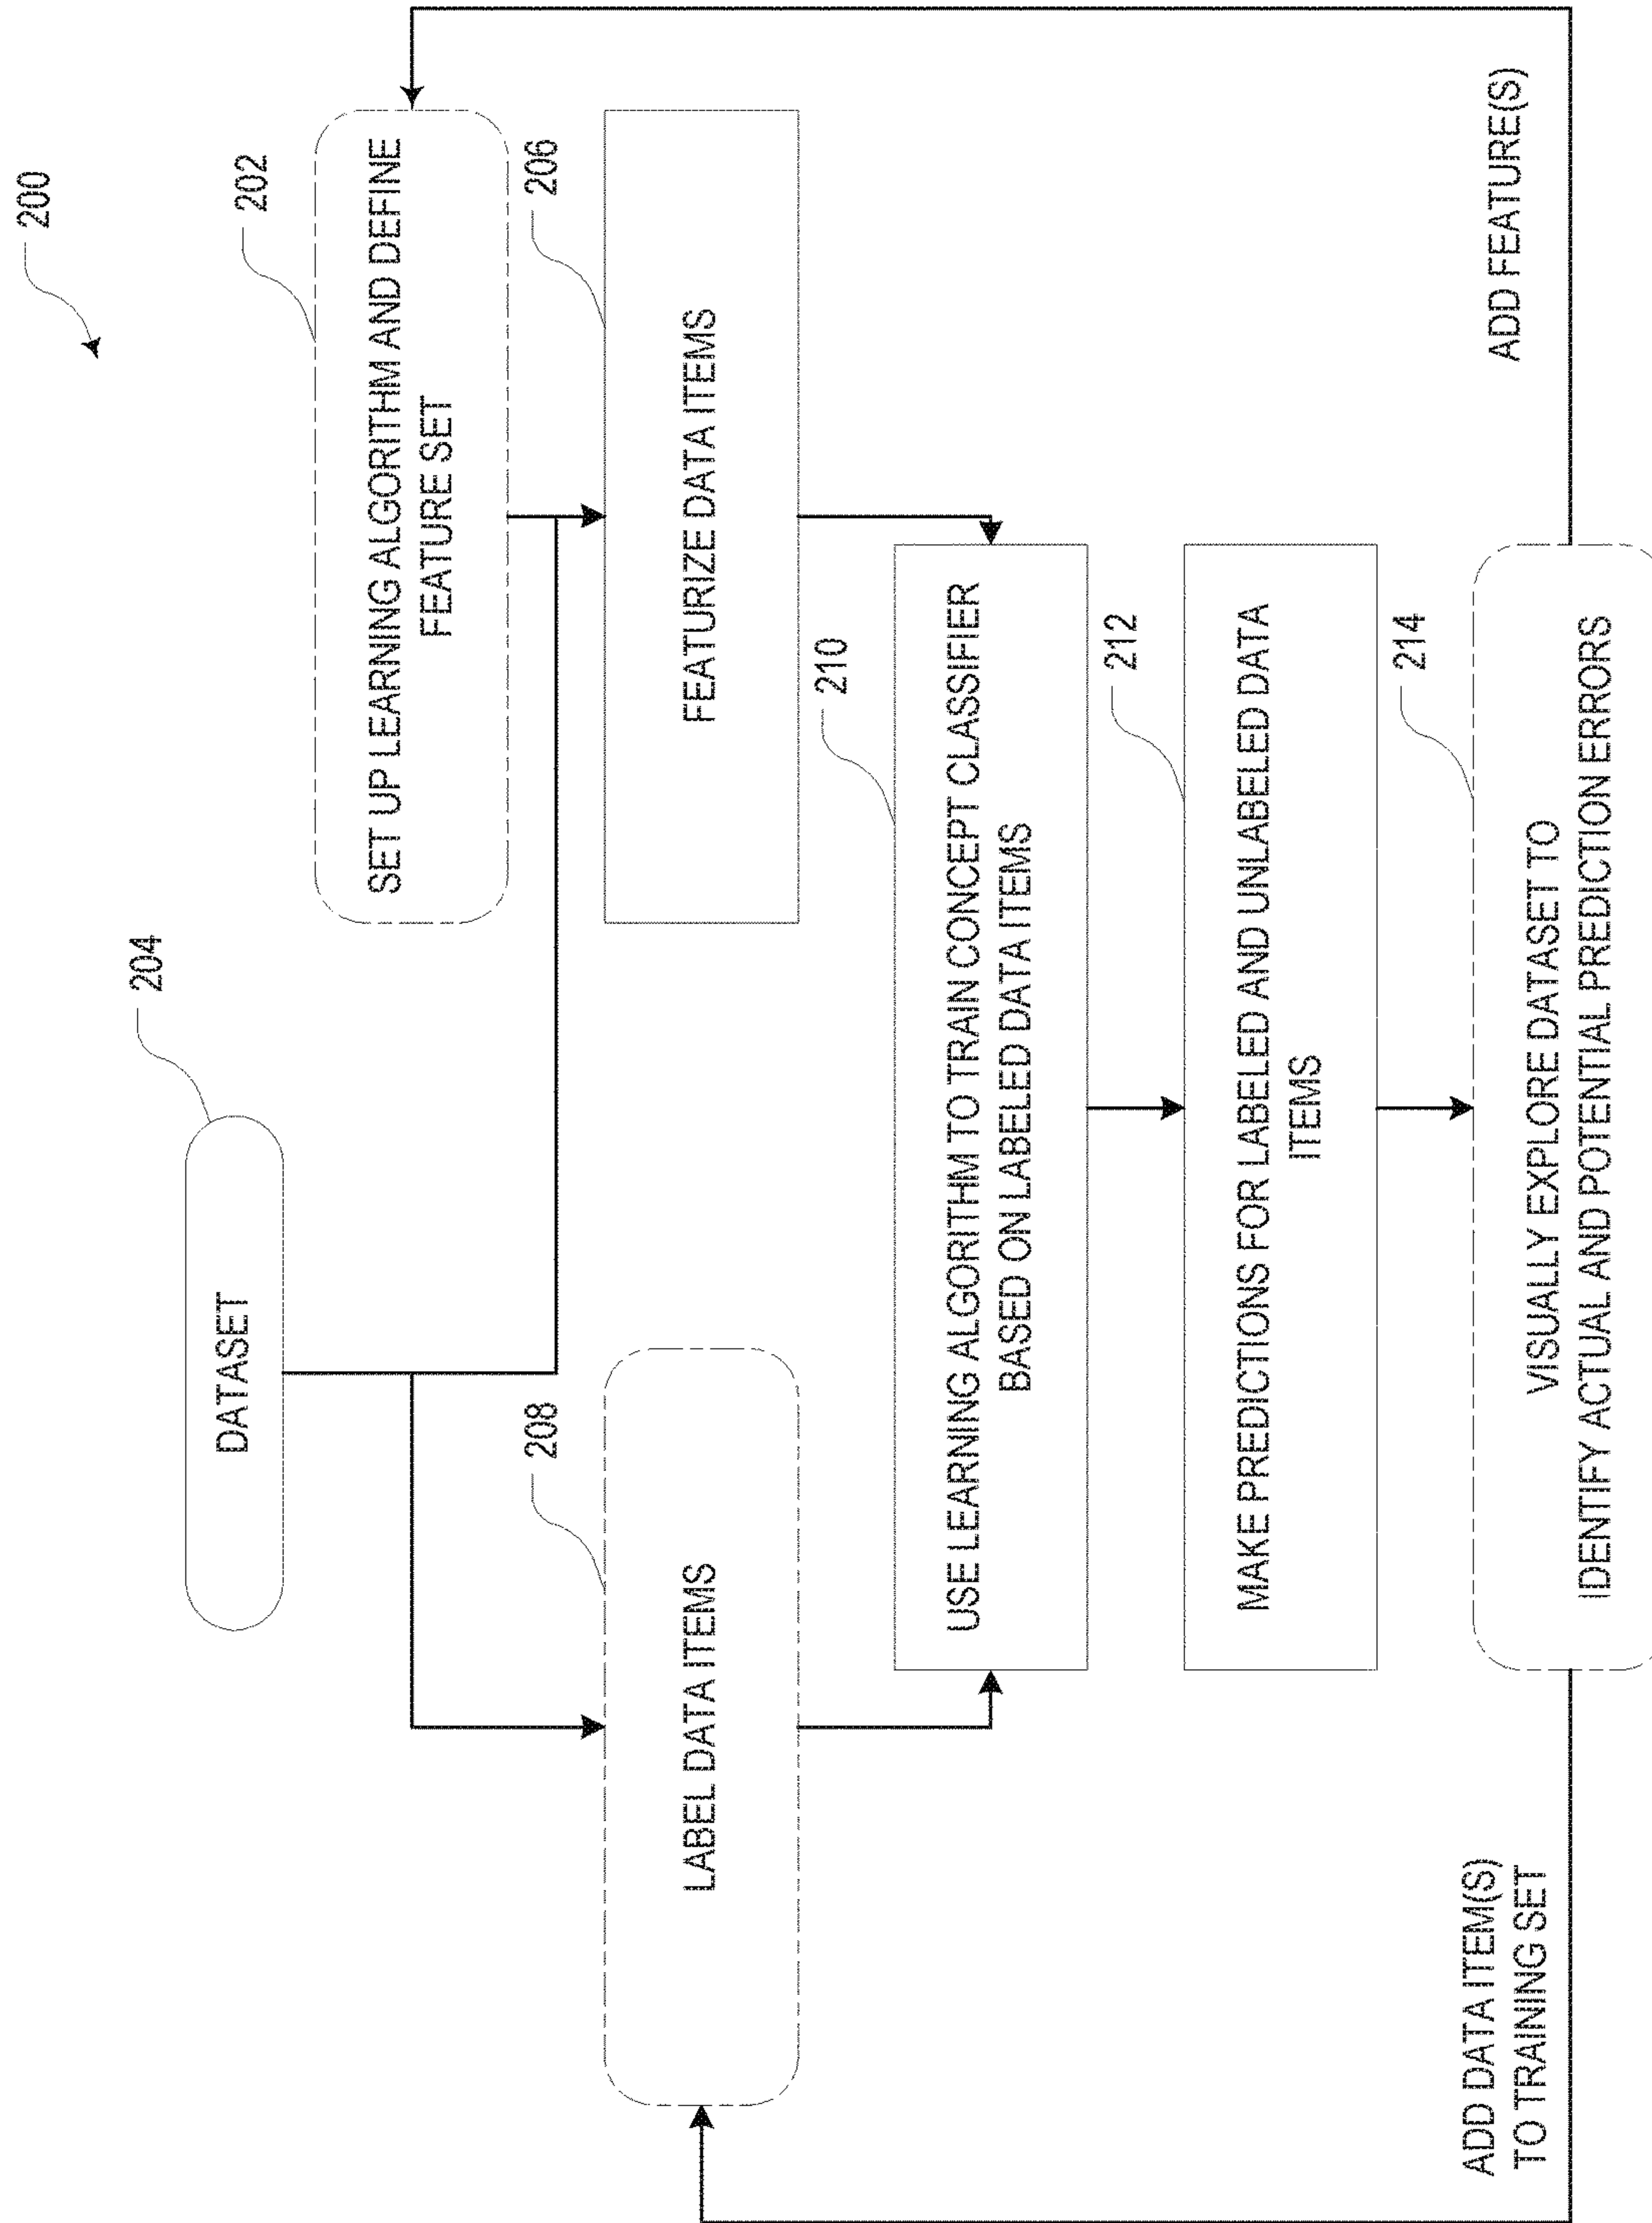 200
204
DATASET
202
SET UP LEARNING ALGORITHM AND DEFINE
FEATURE SET
208
LABEL DATA ITEMS
206
FEATURIZE DATA ITEMS
210
USE LEARNING ALGORITHM TO TRAIN CONCEPT CLASSIFIER
BASED ON LABELED DATA ITEMS
212
MAKE PREDICTIONS FOR LABELED AND UNLABELED DATA
ITEMS
214
VISUALLY EXPLORE DATASET TO
IDENTIFY ACTUAL AND POTENTIAL PREDICTION ERRORS
ADD DATA ITEM(S)
TO TRAINING SET
ADD FEATURE(S)